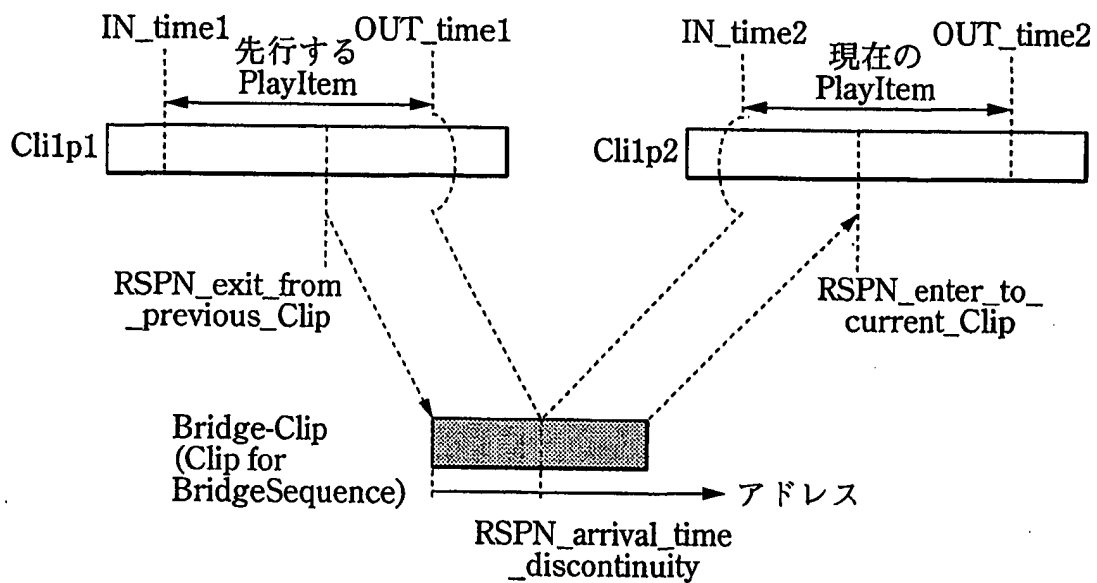 IN_time1
先行する
PlayItem
OUT_time1
IN_time2
現在の
PlayItem
OUT_time2
Cli1p1
Cli1p2
RSPN_exit_from
_previous_Clip
RSPN_enter_to_
current_Clip
Bridge-Clip
(Clip for
BridgeSequence)
アドレス
RSPN_arrival_time
_discontinuity